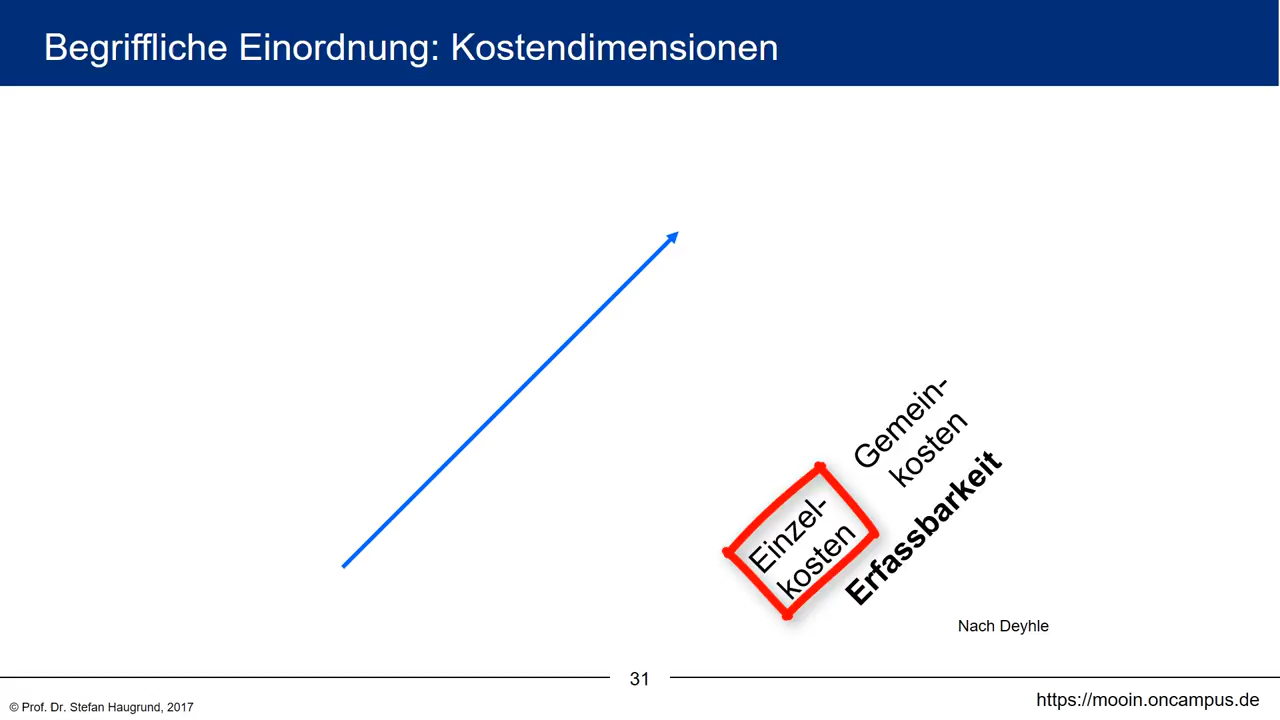 Begriffliche Einordnung: Kostendimensionen
Gemein-
kosten
Einzel-
kosten
Erfassbarkeit
Nach Deyhle
31
© Prof. Dr. Stefan Haugrund, 2017
https://mooin.oncampus.de